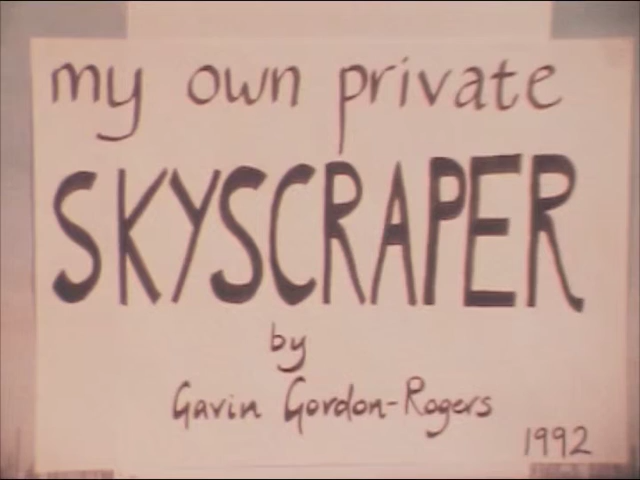 my own private
SKYSCRAPER
by
Gavin Gordon-Rogers
1992